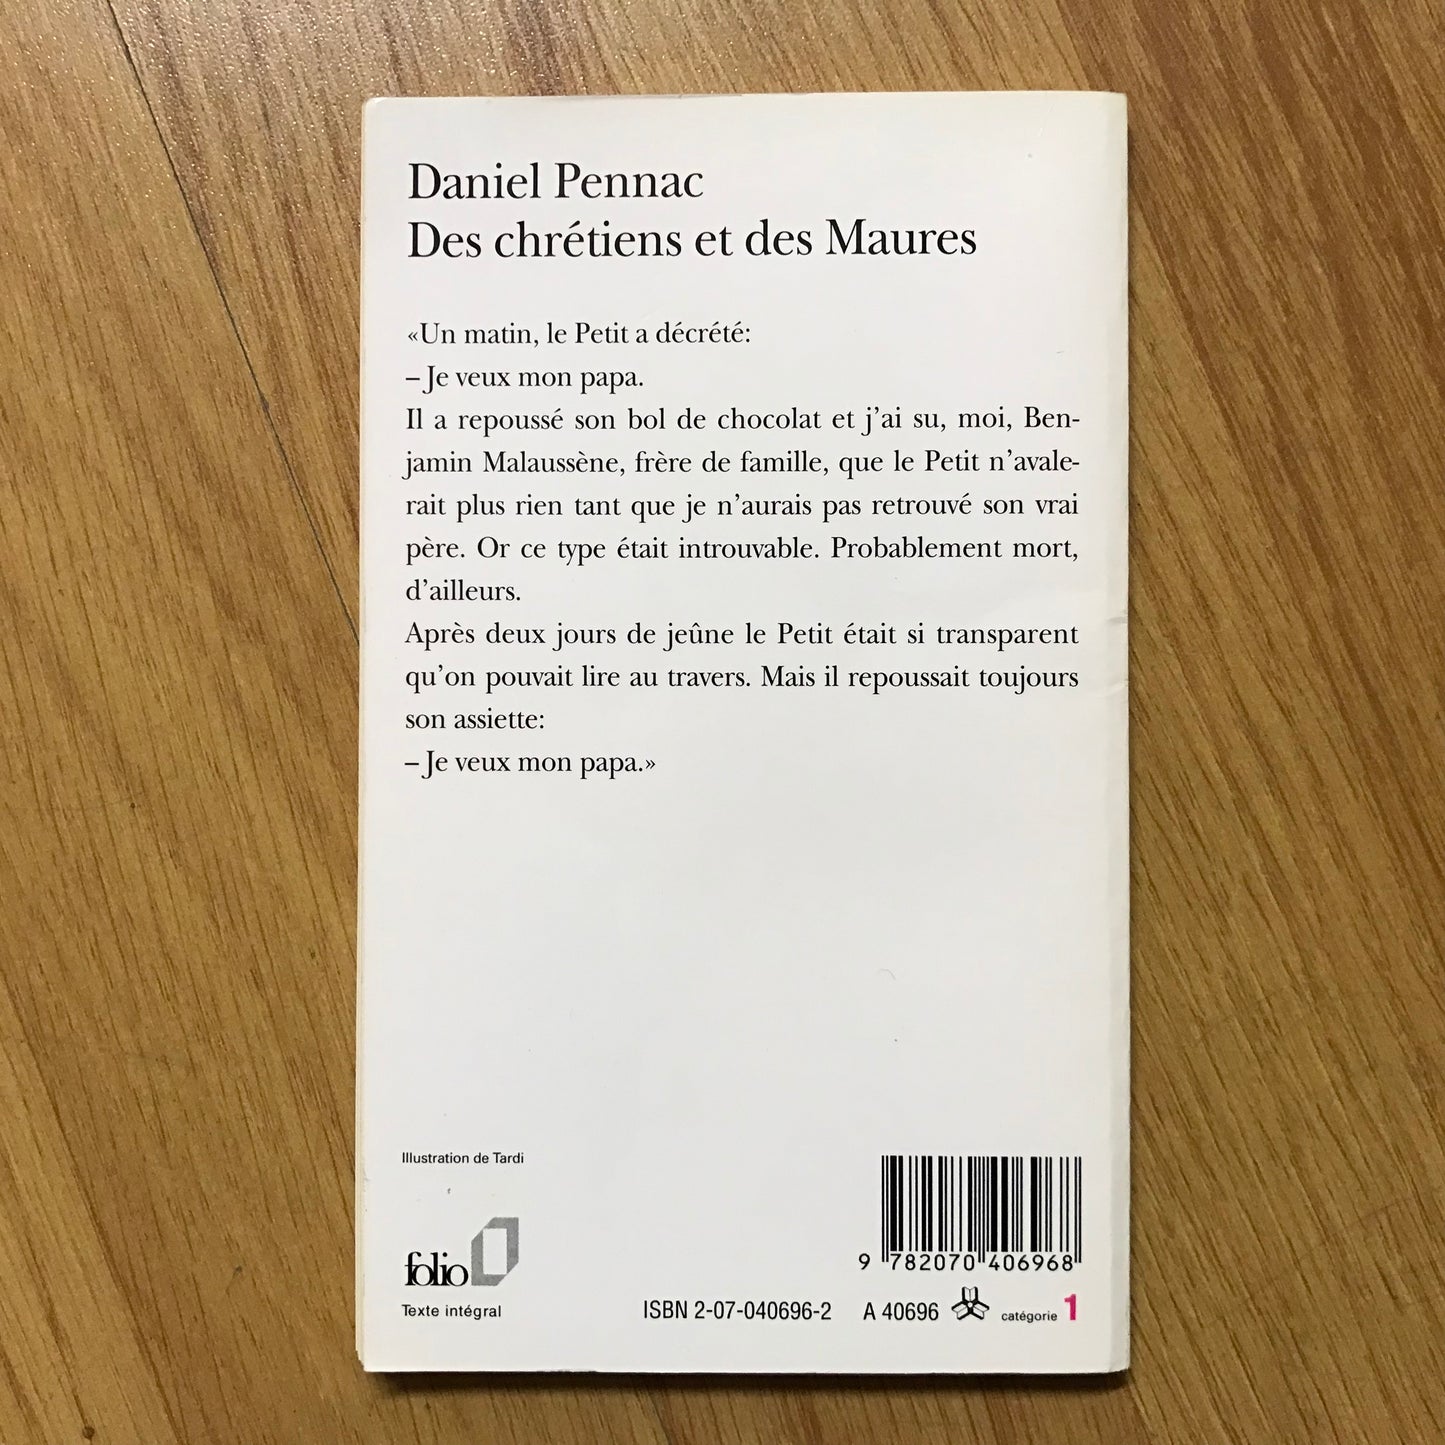 Daniel Pennac
Des chrétiens et des Maures
«Un matin, le Petit a décrété:
– Je veux mon papa.
Il a repoussé son bol de chocolat et j'ai su, moi, Ben-
jamin Malaussène, frère de famille, que le Petit n'avale-
rait plus rien tant que je n'aurais pas retrouvé son vrai
père. Or ce type était introuvable. Probablement mort,
d'ailleurs.
Après deux jours de jeûne le Petit était si transparent
qu'on pouvait lire au travers. Mais il repoussait toujours
son assiette:
– Je veux mon papa.»
Illustration de Tardi
folio
Texte intégral
9 782070 406968
ISBN 2-07-040696-2 A 40696 catégorie 1